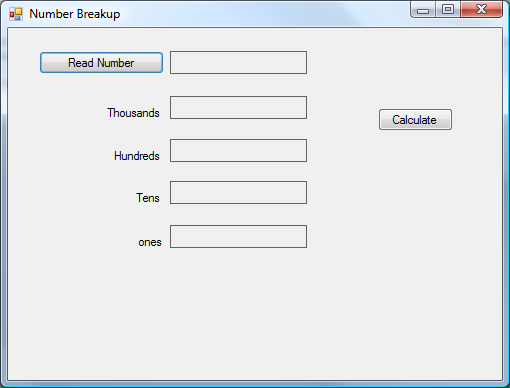 Number Breakup
Read Number
Thousands
Calculate
Hundreds
Tens
ones